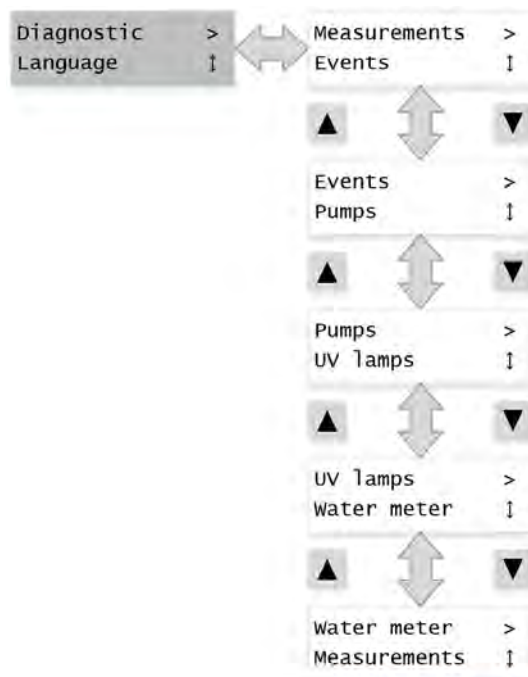 Diagnostic >
Language ↕
Measurements >
Events ↕
▲ ▼
Events >
Pumps ↕
▲ ▼
Pumps >
UV lamps ↕
▲ ▼
UV lamps >
Water meter ↕
▲ ▼
Water meter >
Measurements ↕